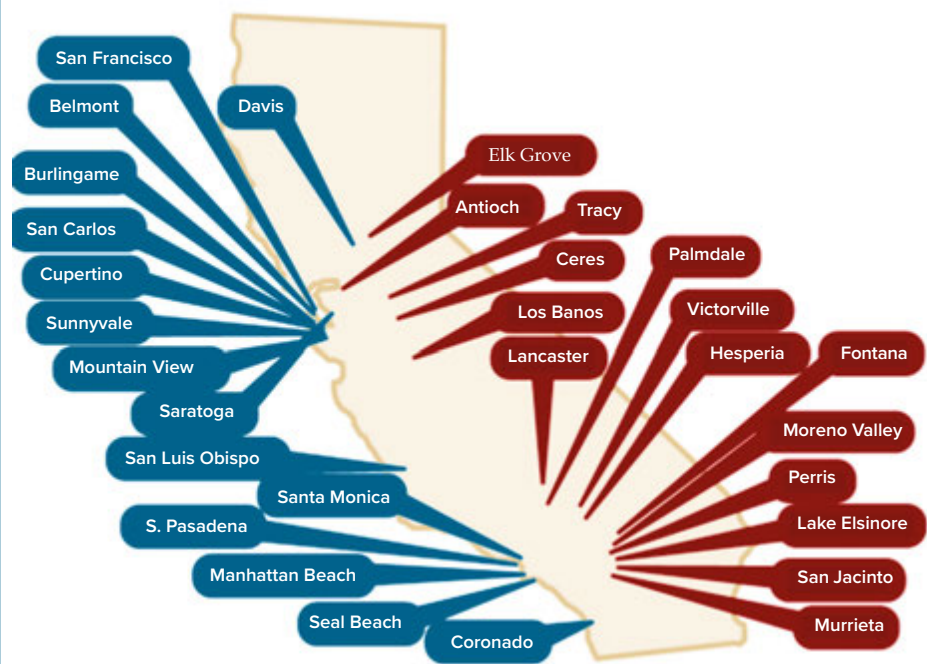 San Francisco
Belmont
Davis
Burlingame
San Carlos
Cupertino
Sunnyvale
Mountain View
Saratoga
San Luis Obispo
Santa Monica
S. Pasadena
Manhattan Beach
Seal Beach
Coronado
Elk Grove
Antioch
Tracy
Ceres
Palmdale
Los Banos
Victorville
Lancaster
Hesperia
Fontana
Moreno Valley
Perris
Lake Elsinore
San Jacinto
Murrieta